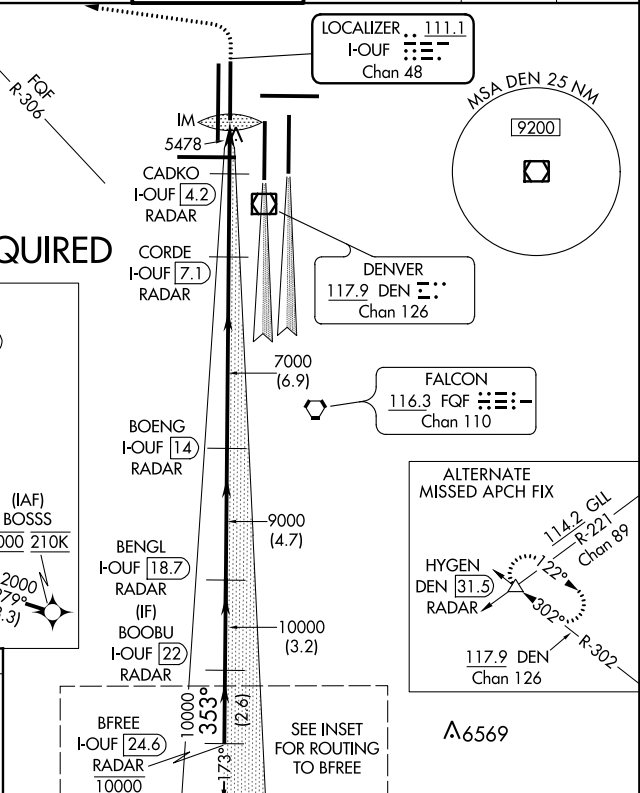 LOCALIZER 111.1
I-OUF
Chan 48
FQF
R-306
MSA DEN 25 NM
9200
IM
5478
CADKO
I-OUF 4.2
RADAR
QUIRED
CORDE
I-OUF 7.1
RADAR
DENVER
117.9 DEN
Chan 126
7000
(6.9)
FALCON
116.3 FQF
Chan 110
BOENG
I-OUF 14
RADAR
ALTERNATE
MISSED APCH FIX
114.2 GLL
R-221
Chan 89
HYGEN
DEN 31.5
RADAR
122°
302°
R-302
117.9 DEN
Chan 126
(IAF)
BOSSS
000 210K
2000
279°
.3)
9000
(4.7)
BENGL
I-OUF 18.7
RADAR
(IF)
BOOBU
I-OUF 22
RADAR
10000
(3.2)
BFREE
I-OUF 24.6
RADAR
10000
10000
353°
(2.6)
173°
SEE INSET
FOR ROUTING
TO BFREE
6569